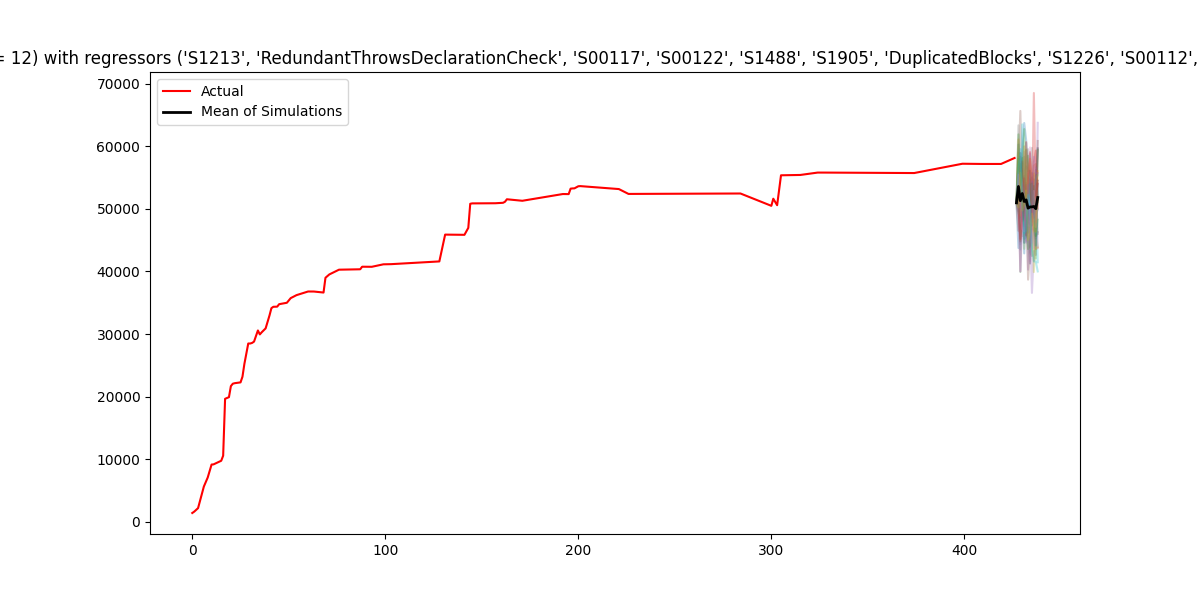 = 12) with regressors ('S1213', 'RedundantThrowsDeclarationCheck', 'S00117', 'S00122', 'S1488', 'S1905', 'DuplicatedBlocks', 'S1226', 'S00112',
Actual
Mean of Simulations
70000
60000
50000
40000
30000
20000
10000
0
0 100 200 300 400